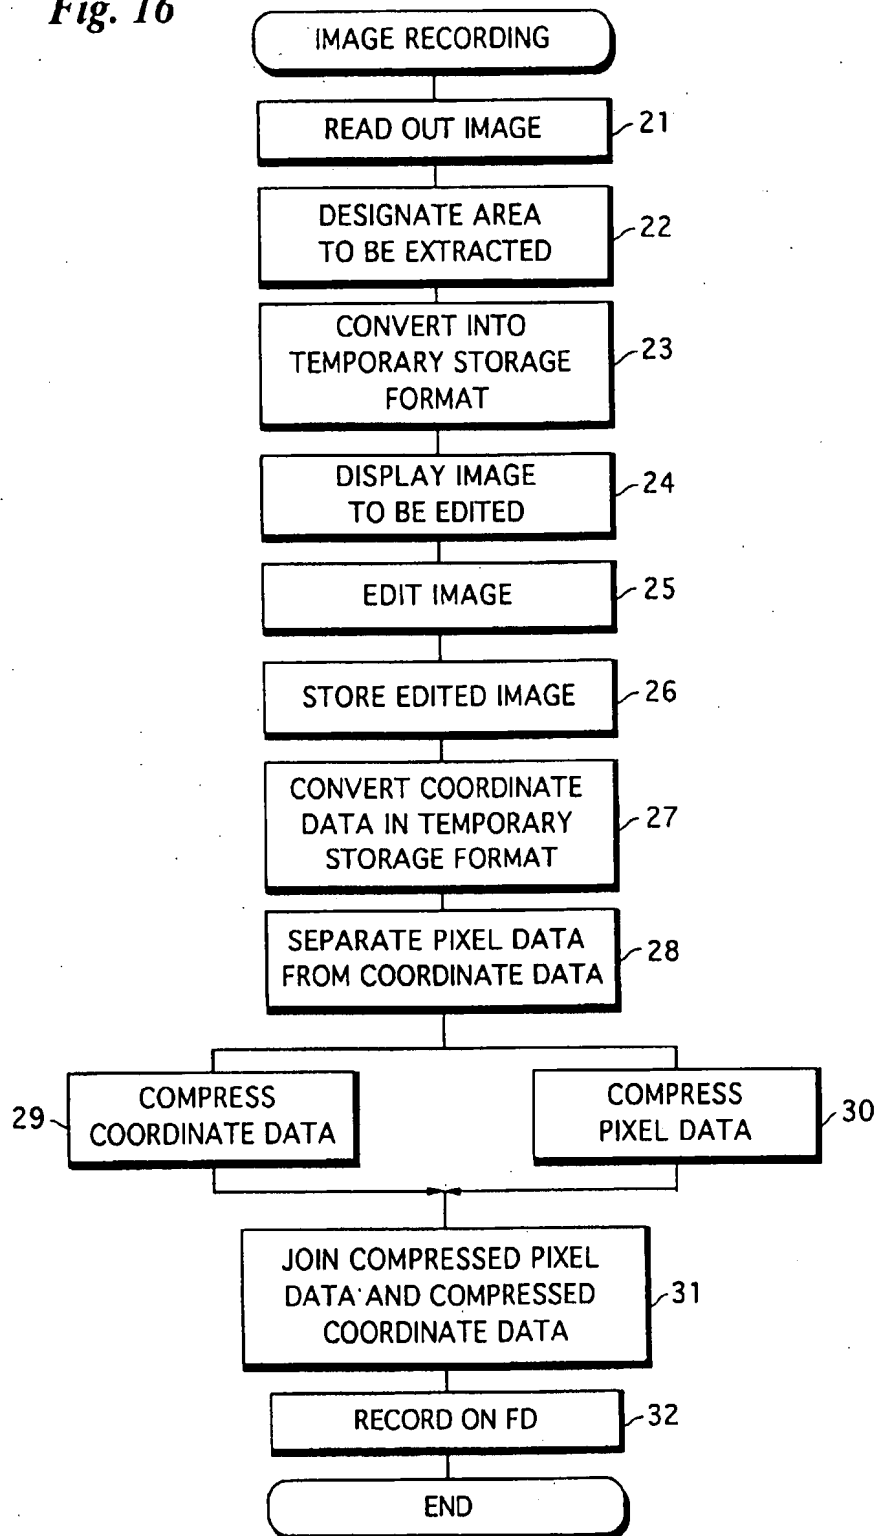 Fig. 16
IMAGE RECORDING
READ OUT IMAGE
21
DESIGNATE AREA
TO BE EXTRACTED
22
CONVERT INTO
TEMPORARY STORAGE
FORMAT
23
DISPLAY IMAGE
TO BE EDITED
24
EDIT IMAGE
25
STORE EDITED IMAGE
26
CONVERT COORDINATE
DATA IN TEMPORARY
STORAGE FORMAT
27
SEPARATE PIXEL DATA
FROM COORDINATE DATA
28
29
COMPRESS
COORDINATE DATA
COMPRESS
PIXEL DATA
30
JOIN COMPRESSED PIXEL
DATA AND COMPRESSED
COORDINATE DATA
31
RECORD ON FD
32
END